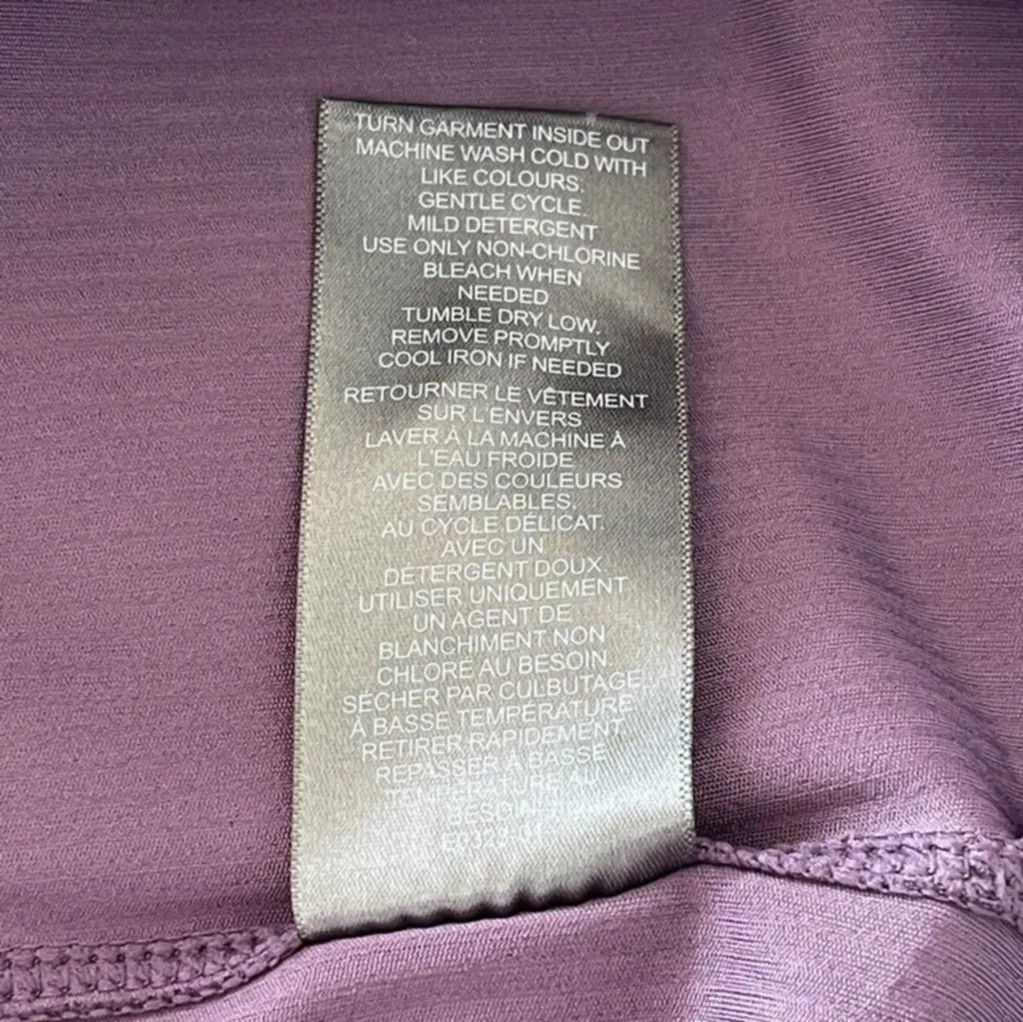 TURN GARMENT INSIDE OUT
MACHINE WASH COLD WITH
LIKE COLOURS.
GENTLE CYCLE.
MILD DETERGENT
USE ONLY NON-CHLORINE
BLEACH WHEN
NEEDED
TUMBLE DRY LOW.
REMOVE PROMPTLY
COOL IRON IF NEEDED
RETOURNER LE VÊTEMENT
SUR L'ENVERS
LAVER À LA MACHINE À
L'EAU FROIDE
AVEC DES COULEURS
SEMBLABLES.
AU CYCLE DÉLICAT.
AVEC UN
DÉTERGENT DOUX
UTILISER UNIQUEMENT
UN AGENT DE
BLANCHIMENT NON
CHLORÉ AU BESOIN.
SÉCHER PAR CULBUTAGE
À BASSE TEMPÉRATURE
RETIRER RAPIDEMENT
REPASSER À BASSE
TEMPÉRATURE AU
BESOIN